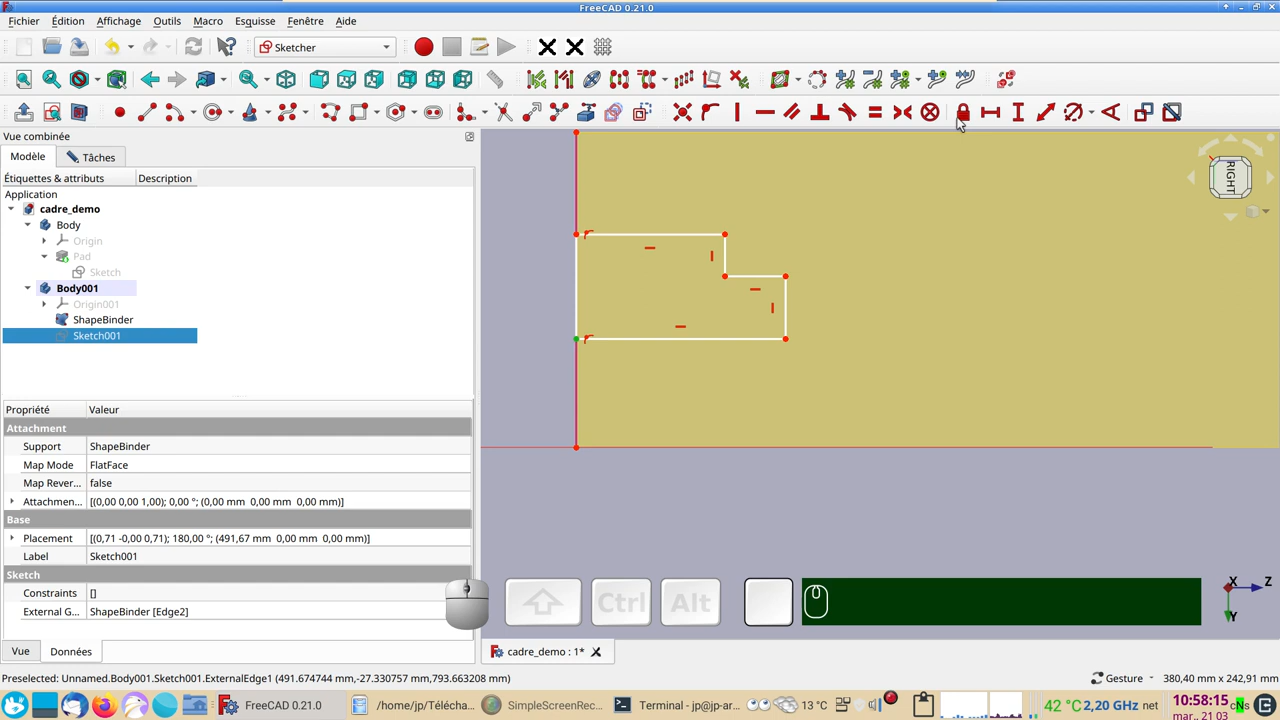 FreeCAD 0.21.0
Fichier Édition Affichage Outils Macro Esquisse Fenêtre Aide
Sketcher
Vue combinée
Modèle Tâches
Étiquettes & attributs Description
Application
cadre_demo
Body
Origin
Pad
Sketch
Body001
Origin001
ShapeBinder
Sketch001
Propriété Valeur
Attachment
Support ShapeBinder
Map Mode FlatFace
Map Rever... false
Attachmen... [(0,00 0,00 1,00); 0,00 °; (0,00 mm 0,00 mm 0,00 mm)]
Base
Placement [(0,71 -0,00 0,71); 180,00 °; (491,67 mm 0,00 mm 0,00 mm)]
Label Sketch001
Sketch
Constraints []
External G... ShapeBinder [Edge2]
Vue Données
RIGHT
Ctrl Alt
X Z
Y
cadre_demo : 1*
Preselected: Unnamed.Body001.Sketch001.ExternalEdge1 (491.674744 mm,-27.330757 mm,793.663208 mm)
Gesture 380,40 mm x 242,91 mm
FreeCAD 0.21.0
/home/jp/Télécha...
SimpleScreenRec...
Terminal - jp@jp-ar...
13 °C
42 °C 2,20 GHz net
10:58:15
mar., 21 03